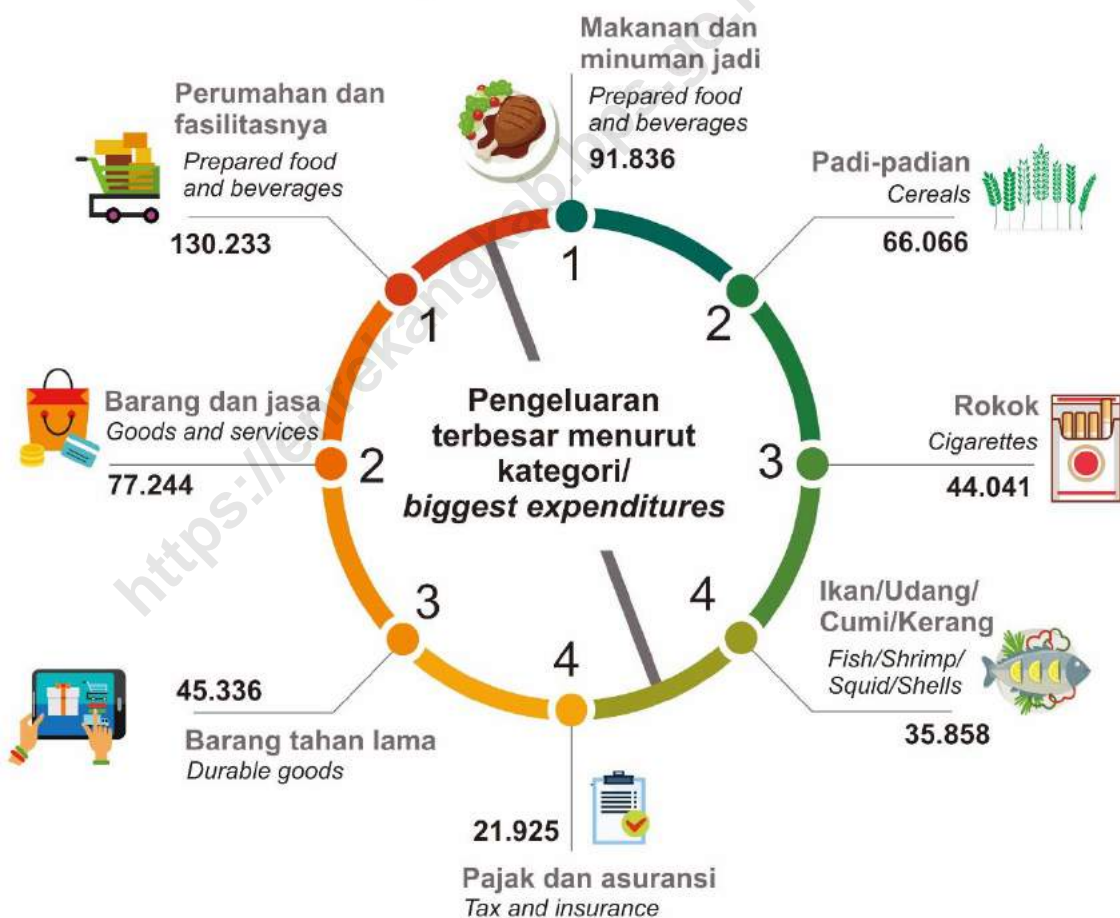 Makanan dan
minuman jadi
Prepared food
and beverages
91.836
1
Padi-padian
Cereals
66.066
2
Rokok
Cigarettes
44.041
3
Ikan/Udang/
Cumi/Kerang
Fish/Shrimp/
Squid/Shells
35.858
4
Perumahan dan
fasilitasnya
Prepared food
and beverages
130.233
1
Barang dan jasa
Goods and services
77.244
2
45.336
Barang tahan lama
Durable goods
3
21.925
Pajak dan asuransi
Tax and insurance
4
Pengeluaran
terbesar menurut
kategori/
biggest expenditures